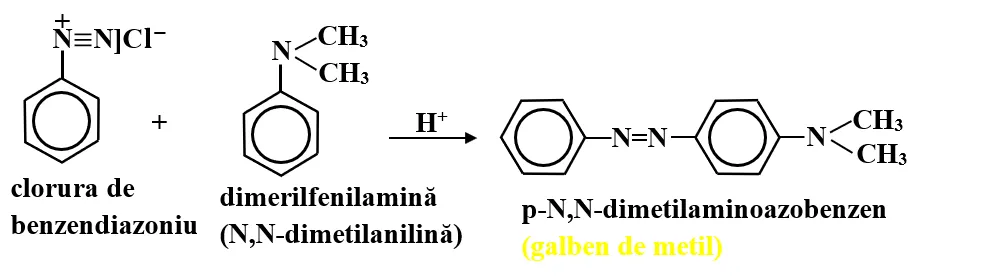 N≡N]Cl⁻
+
N
CH₃
CH₃
+
H⁺
N=N
N
CH₃
CH₃
clorura de
benzendiazoniu
dimerilfenilamină
(N,N-dimetilanilină)
p-N,N-dimetilaminoazobenzen
(galben de metil)